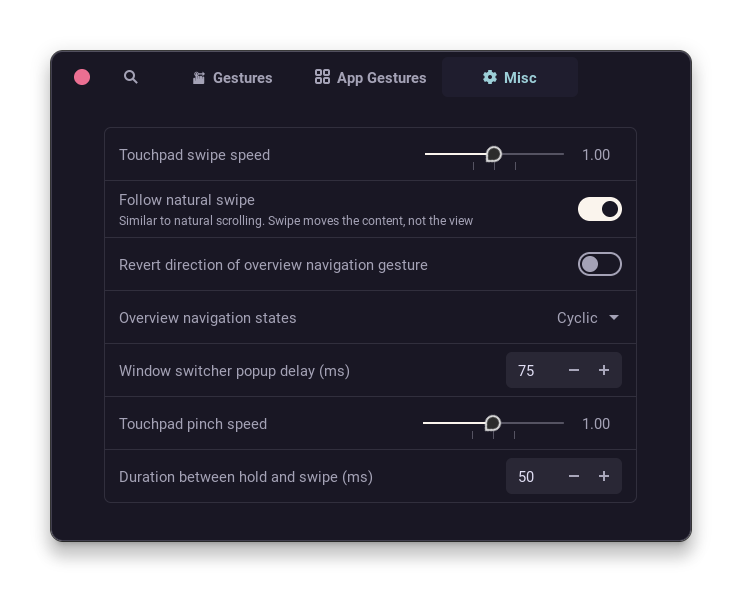 Gestures
App Gestures
Misc
Touchpad swipe speed
1.00
Follow natural swipe
Similar to natural scrolling. Swipe moves the content, not the view
Revert direction of overview navigation gesture
Overview navigation states
Cyclic
Window switcher popup delay (ms)
75
Touchpad pinch speed
1.00
Duration between hold and swipe (ms)
50